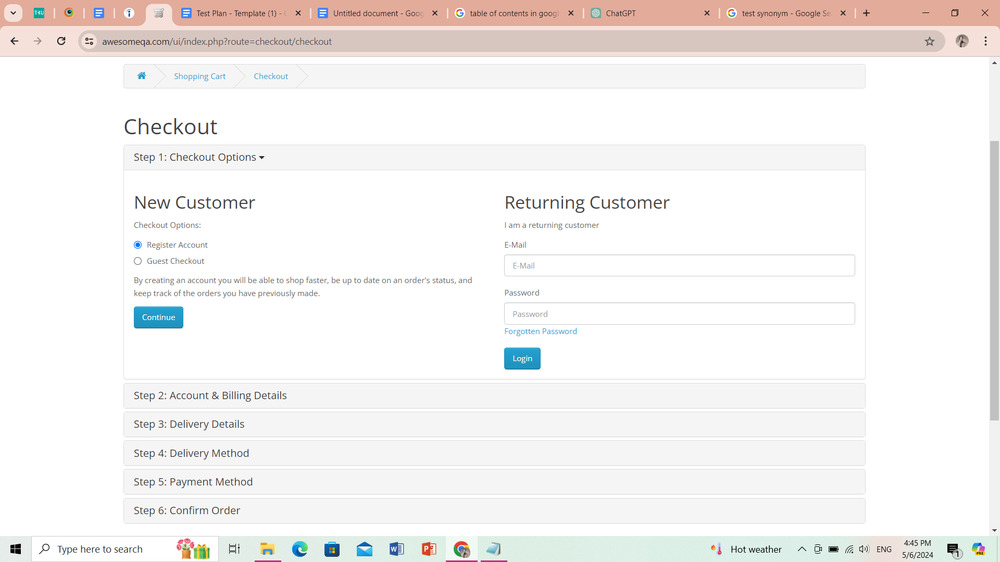 Test Plan - Template (1) -
Untitled document - Goog
table of contents in googl
ChatGPT
test synonym - Google Se
awesomeqa.com/ui/index.php?route=checkout/checkout
Shopping Cart
Checkout
Checkout
Step 1: Checkout Options
New Customer
Checkout Options:
Register Account
Guest Checkout
By creating an account you will be able to shop faster, be up to date on an order's status, and
keep track of the orders you have previously made.
Continue
Returning Customer
I am a returning customer
E-Mail
E-Mail
Password
Password
Forgotten Password
Login
Step 2: Account & Billing Details
Step 3: Delivery Details
Step 4: Delivery Method
Step 5: Payment Method
Step 6: Confirm Order
Type here to search
Hot weather
ENG
4:45 PM
5/6/2024
1
PRE